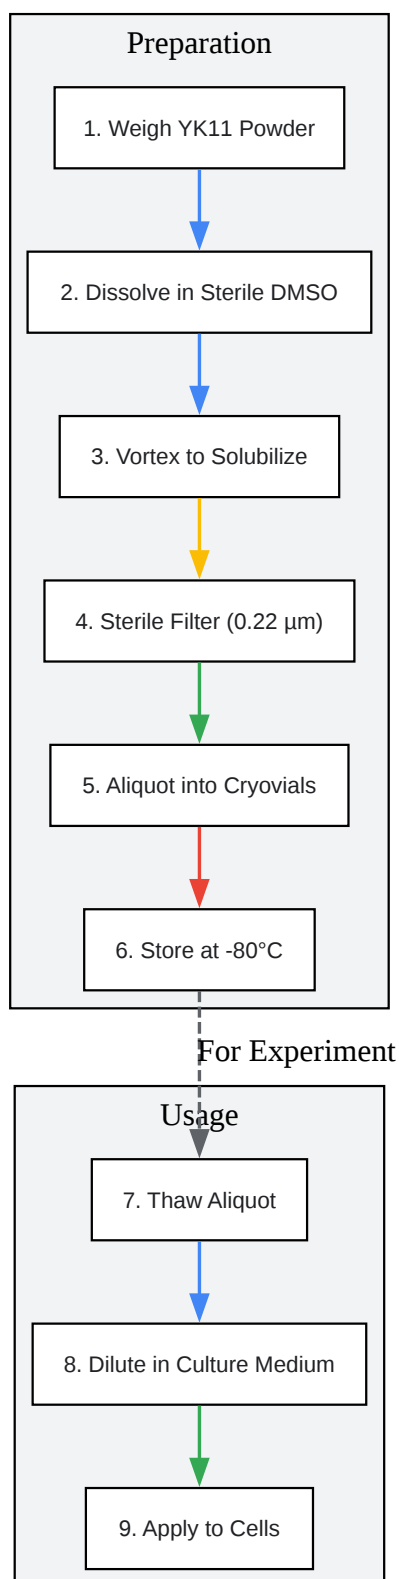 Preparation
1. Weigh YK11 Powder
2. Dissolve in Sterile DMSO
3. Vortex to Solubilize
4. Sterile Filter (0.22 µm)
5. Aliquot into Cryovials
6. Store at -80°C
For Experiment
Usage
7. Thaw Aliquot
8. Dilute in Culture Medium
9. Apply to Cells